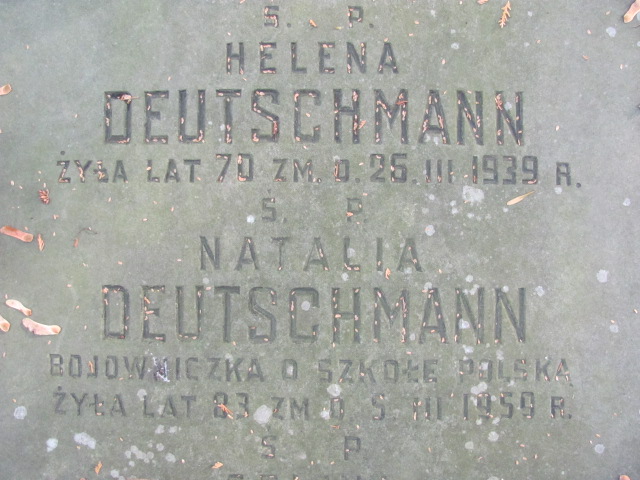 Ś. P.
HELENA
DEUTSCHMANN
ŻYŁA LAT 70 ZM. D. 26.III.1939 R.
Ś. P.
NATALIA
DEUTSCHMANN
BOJOWNICZKA O SZKOŁĘ POLSKĄ
ŻYŁA LAT 83 ZM. D. 5. III 1959 R.
Ś. P.